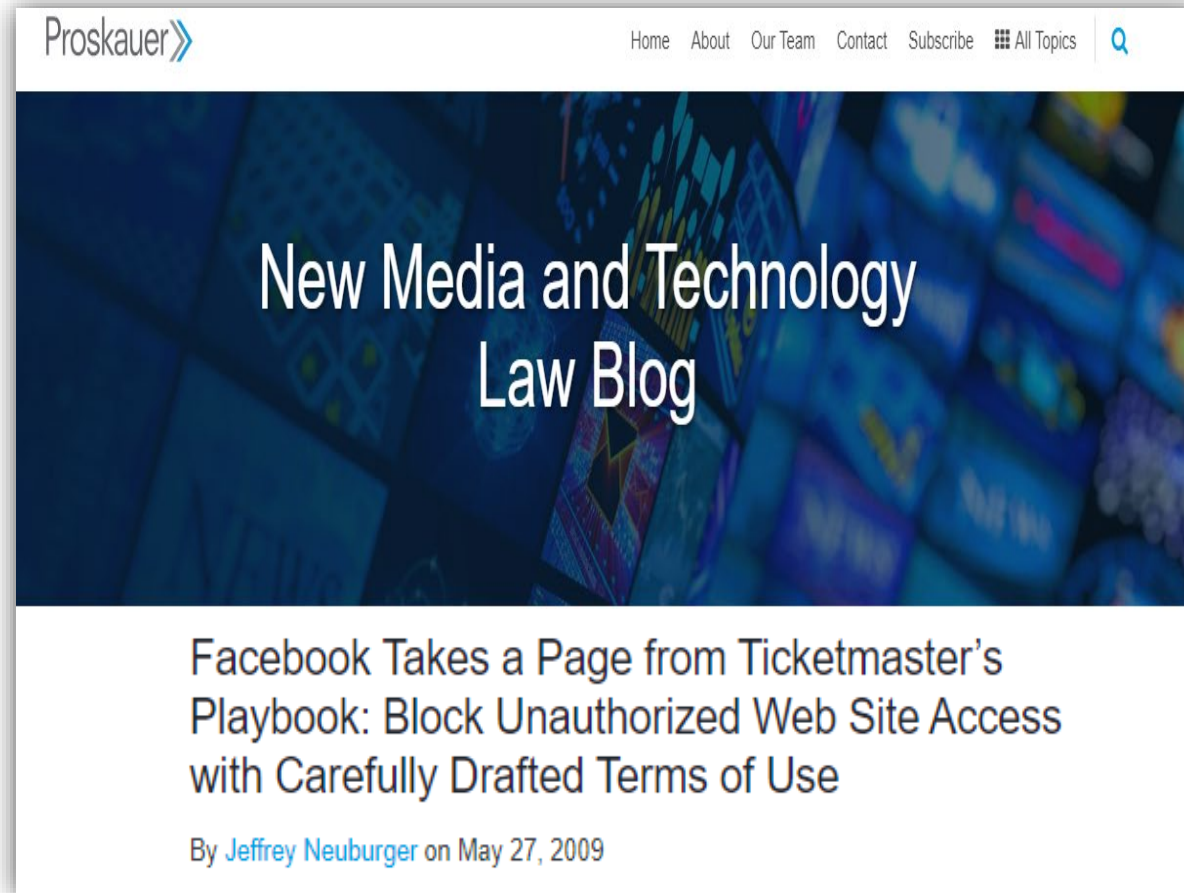 Proskauer
Home About Our Team Contact Subscribe All Topics
New Media and Technology
Law Blog
NEWS
Facebook Takes a Page from Ticketmaster's
Playbook: Block Unauthorized Web Site Access
with Carefully Drafted Terms of Use
By Jeffrey Neuburger on May 27, 2009